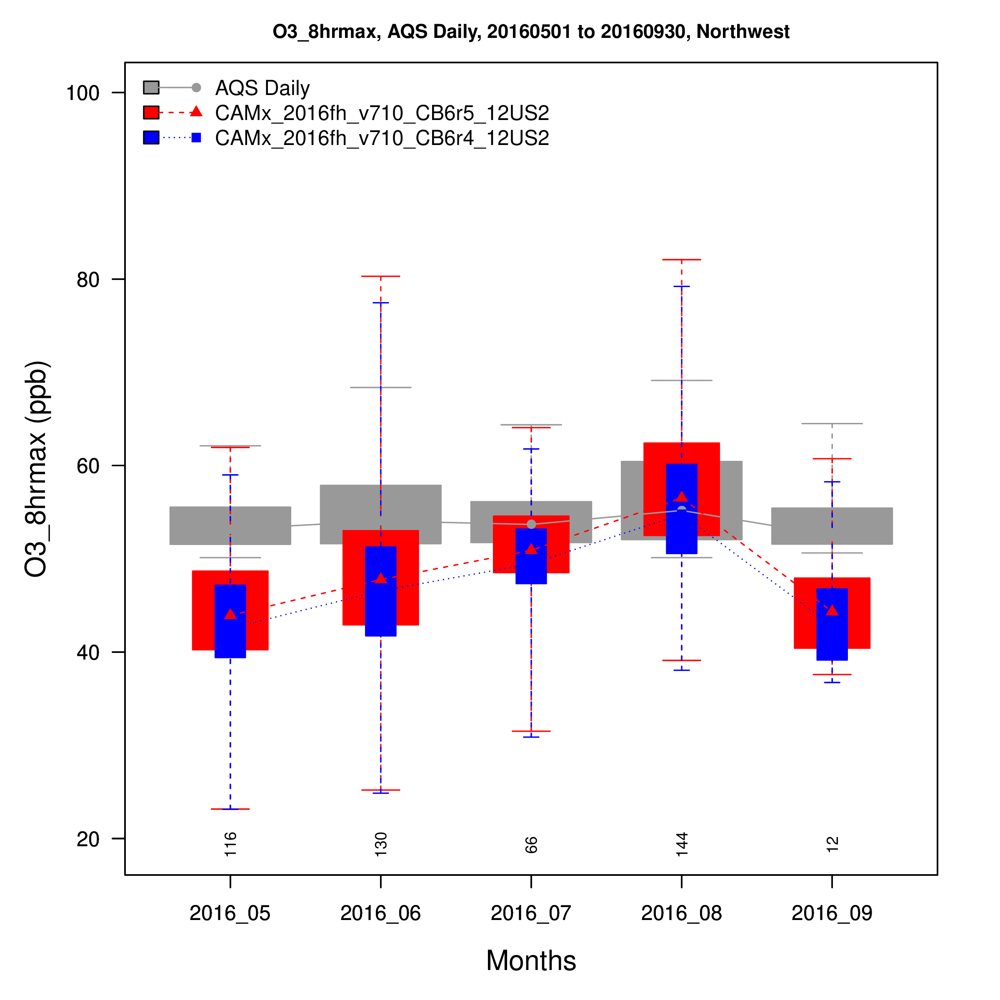 O3_8hrmax, AQS Daily, 20160501 to 20160930, Northwest
AQS Daily
CAMx_2016fh_v710_CB6r5_12US2
CAMx_2016fh_v710_CB6r4_12US2
O3_8hrmax (ppb)
100
80
60
40
20
116
130
66
144
12
2016_05
2016_06
2016_07
2016_08
2016_09
Months